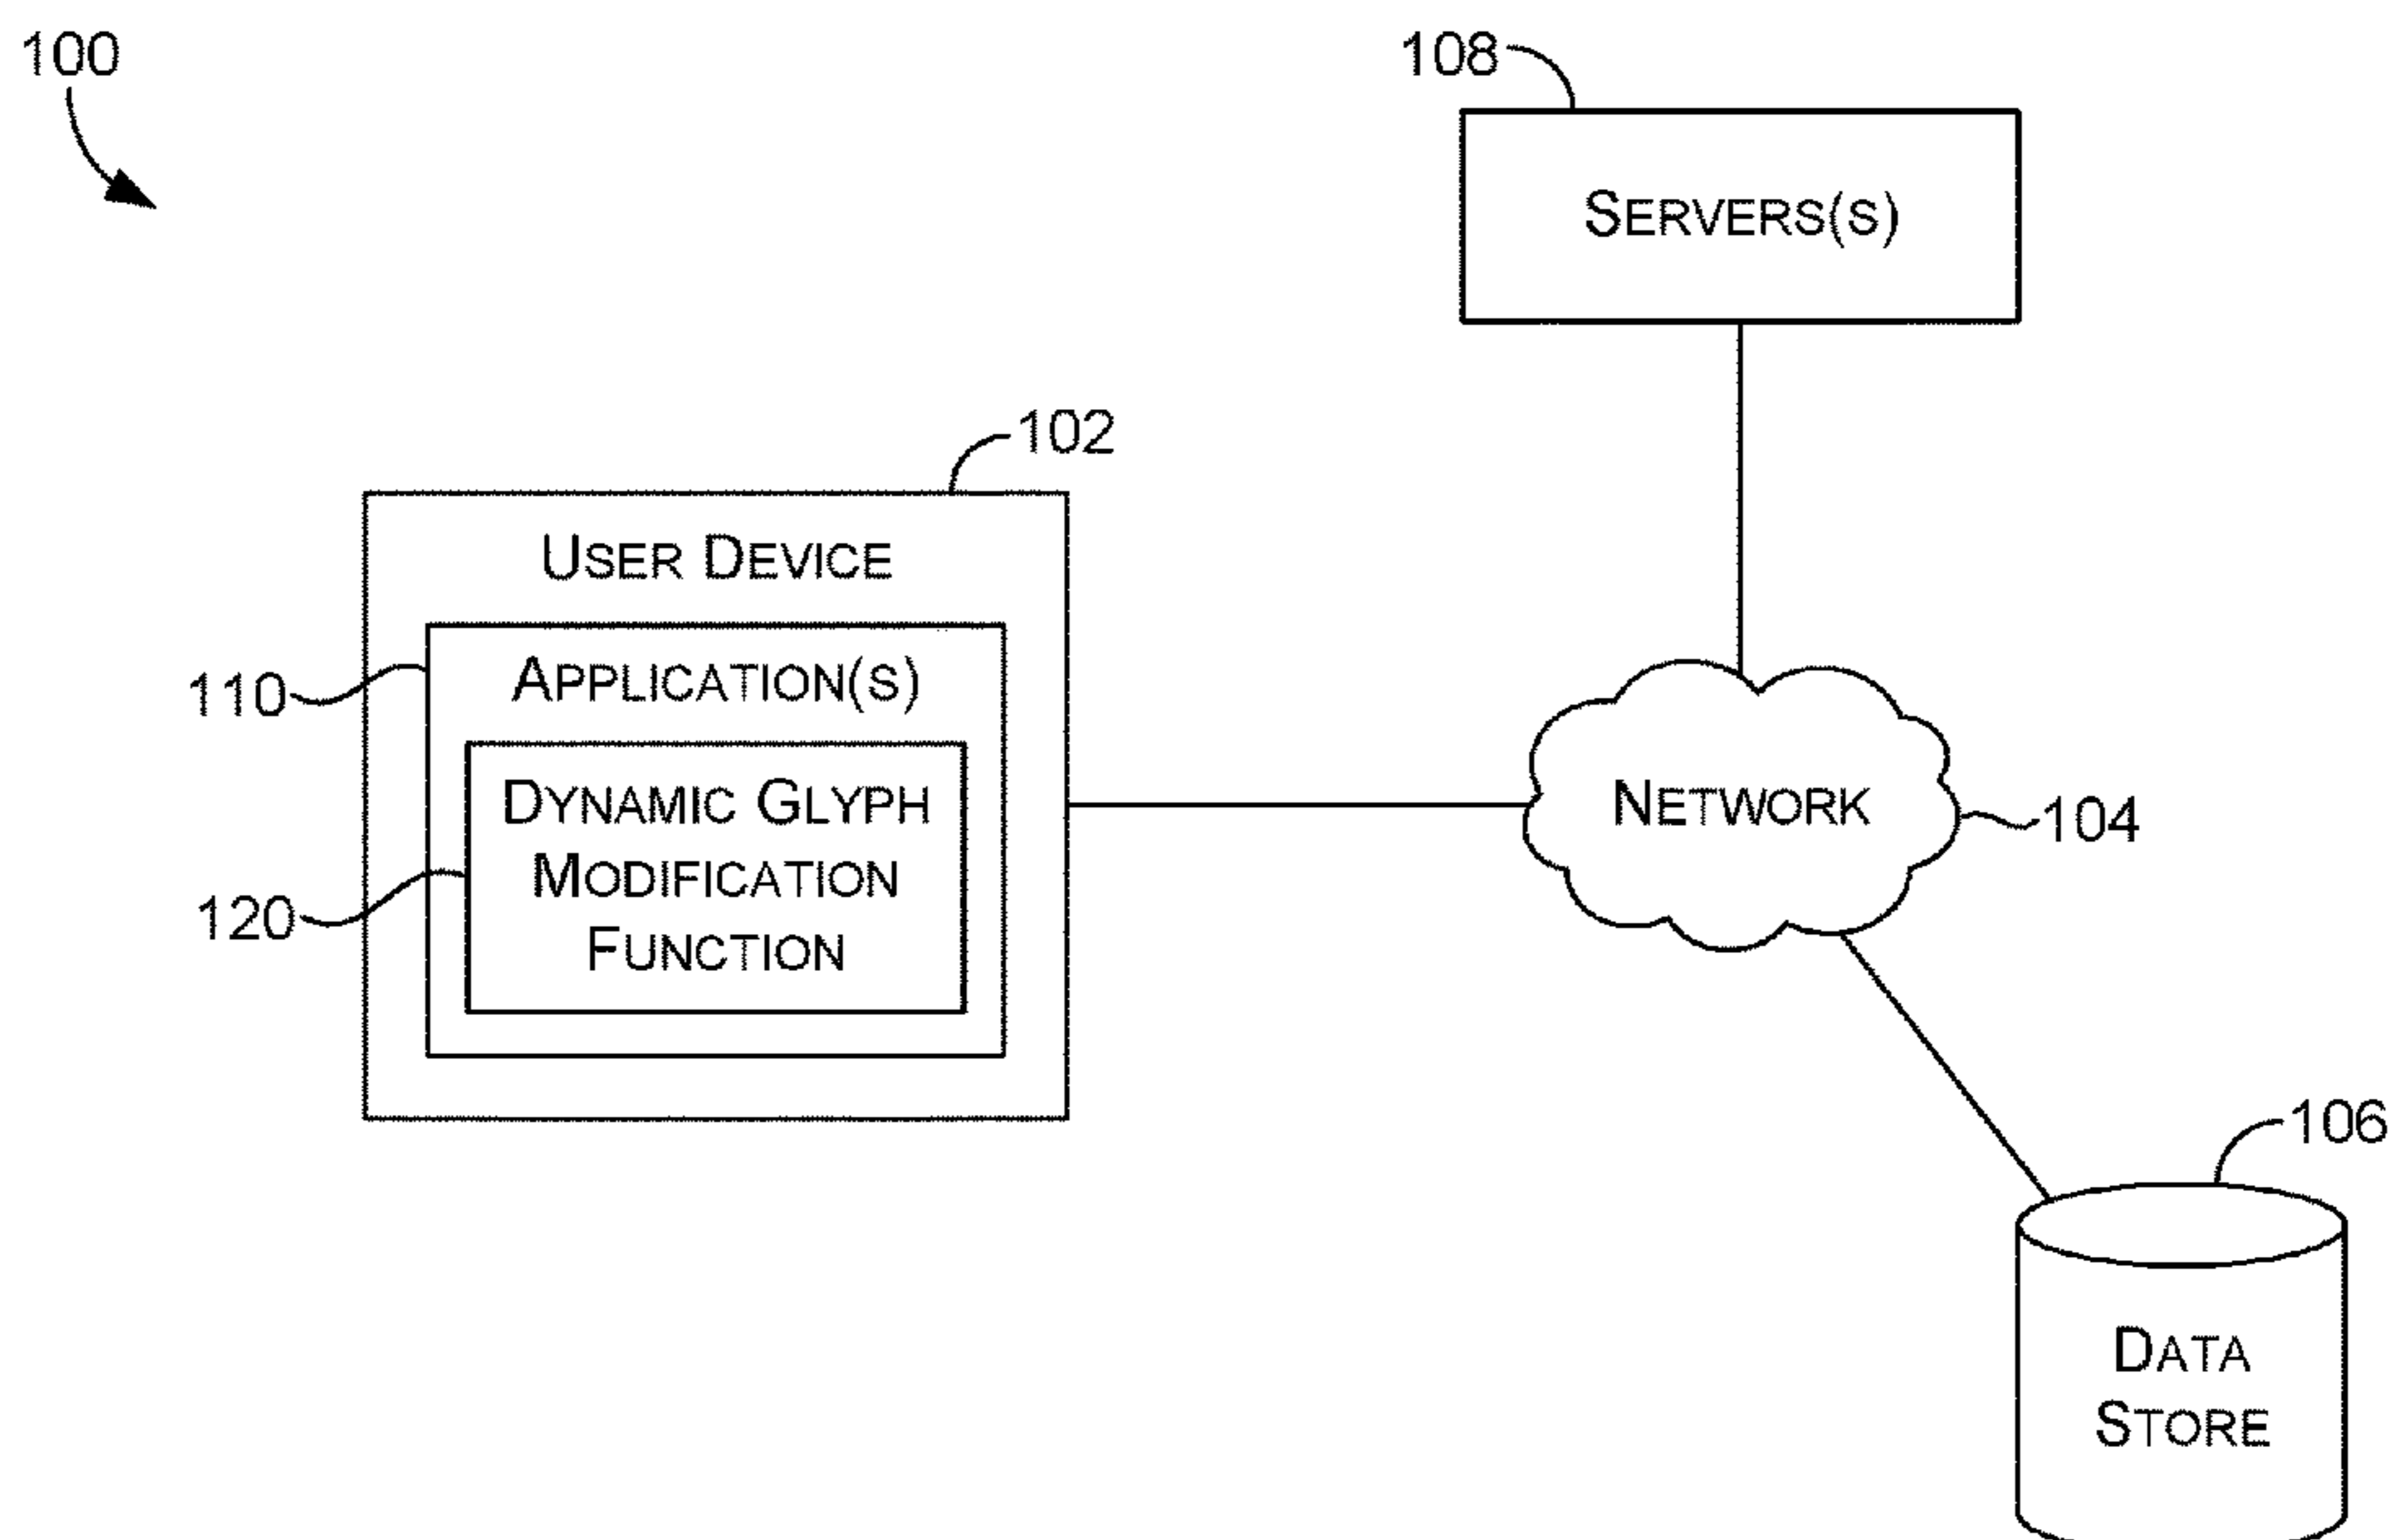 100
108
SERVERS(S)
102
USER DEVICE
110
APPLICATION(S)
DYNAMIC GLYPH
MODIFICATION
FUNCTION
120
NETWORK
104
106
DATA
STORE